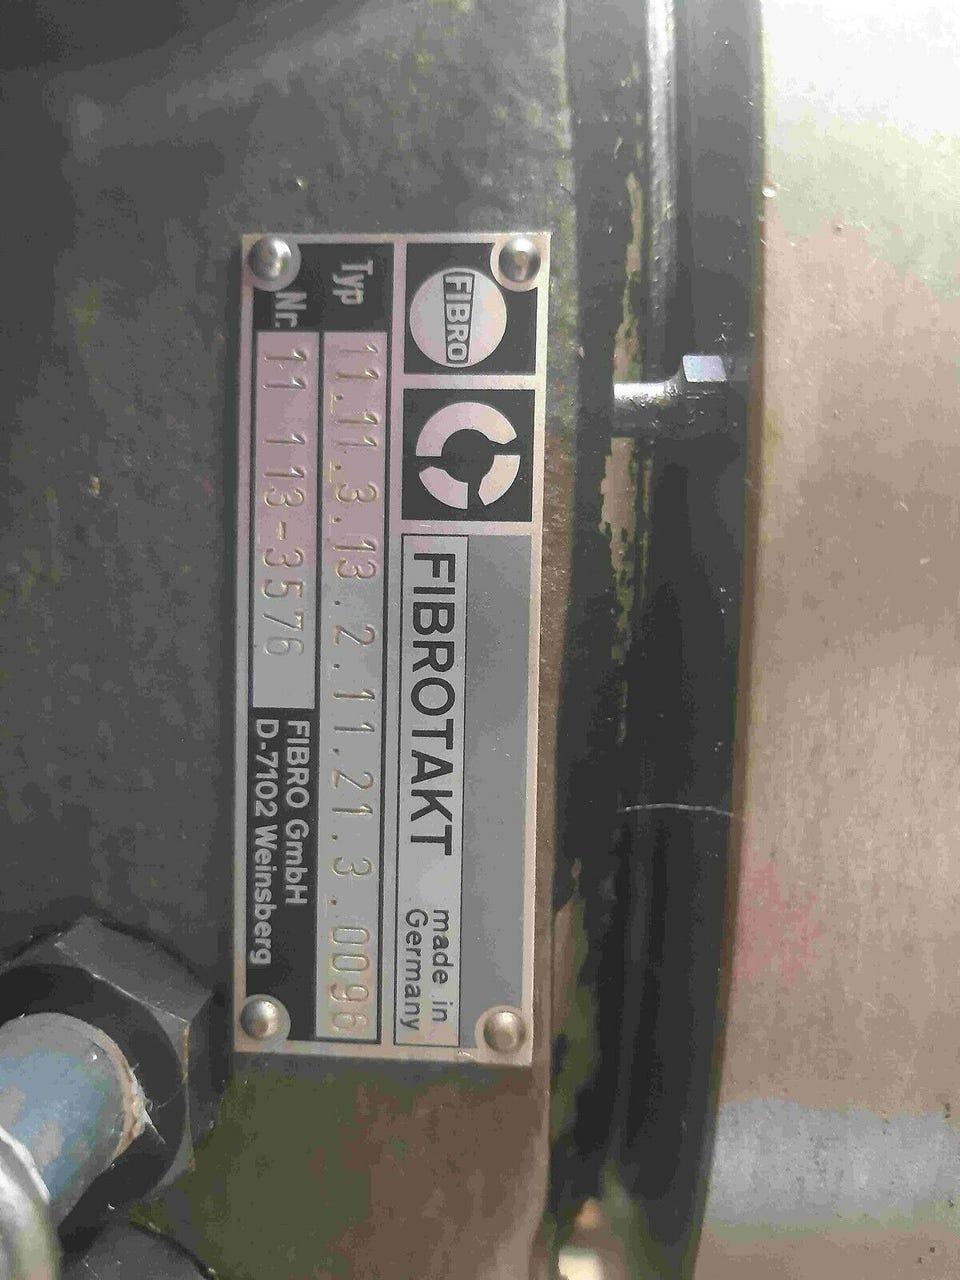 FIBRO
FIBROTAKT
made in
Germany
Typ 11.11.3.13.2.11.21.3.0096
Nr. 11 113-3576
FIBRO GmbH
D-7102 Weinsberg